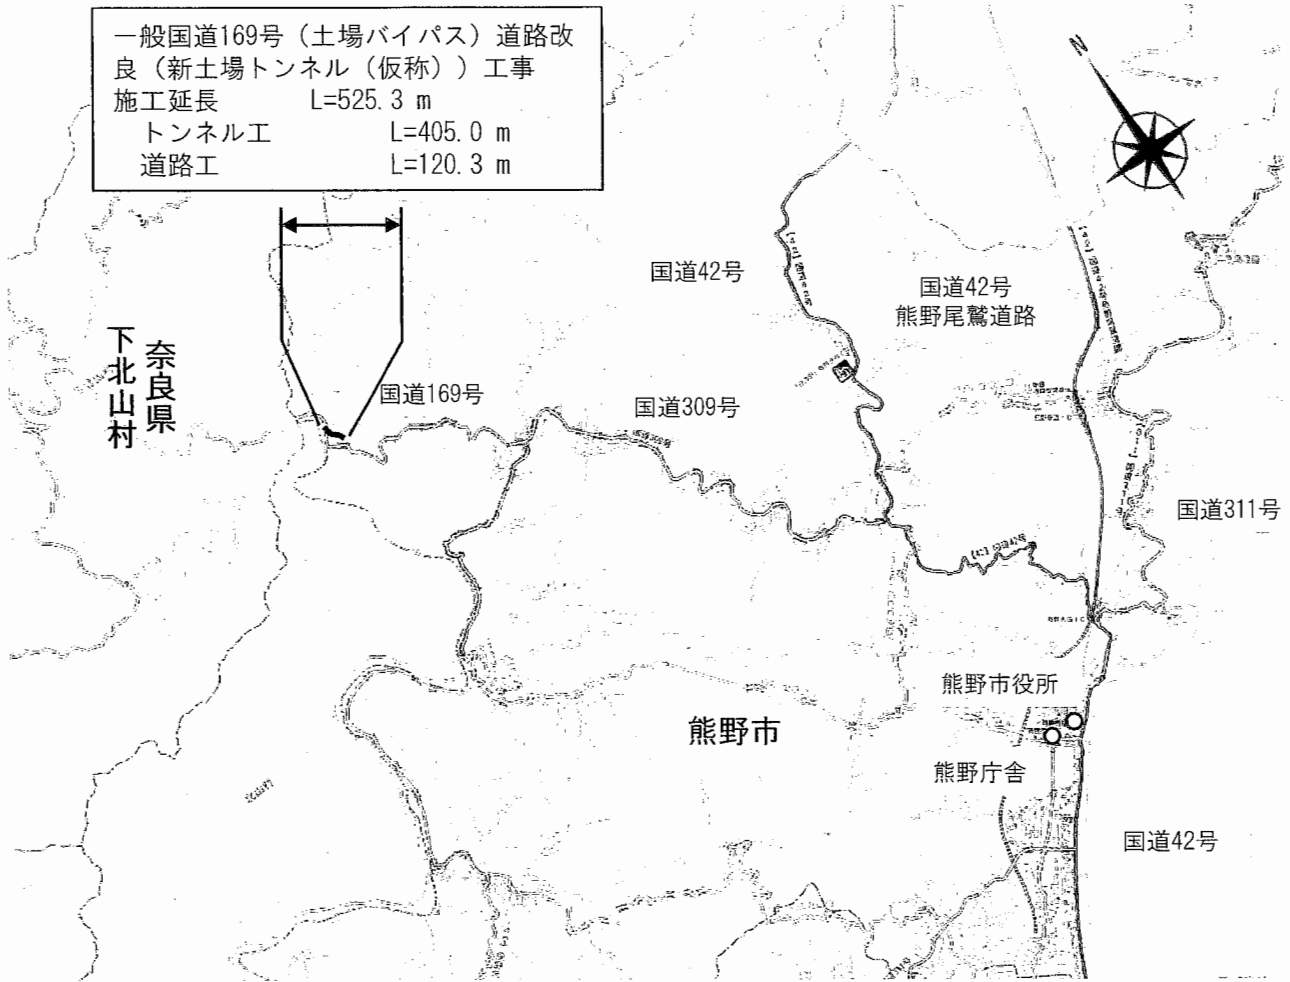 一般国道169号（土場バイパス）道路改
良（新土場トンネル（仮称））工事
施工延長 L=525.3 m
トンネル工 L=405.0 m
道路工 L=120.3 m
N
国道42号
国道42号
熊野尾鷲道路
奈良県
下北山村
国道169号
国道309号
国道311号
熊野市役所
熊野市
熊野庁舎
国道42号